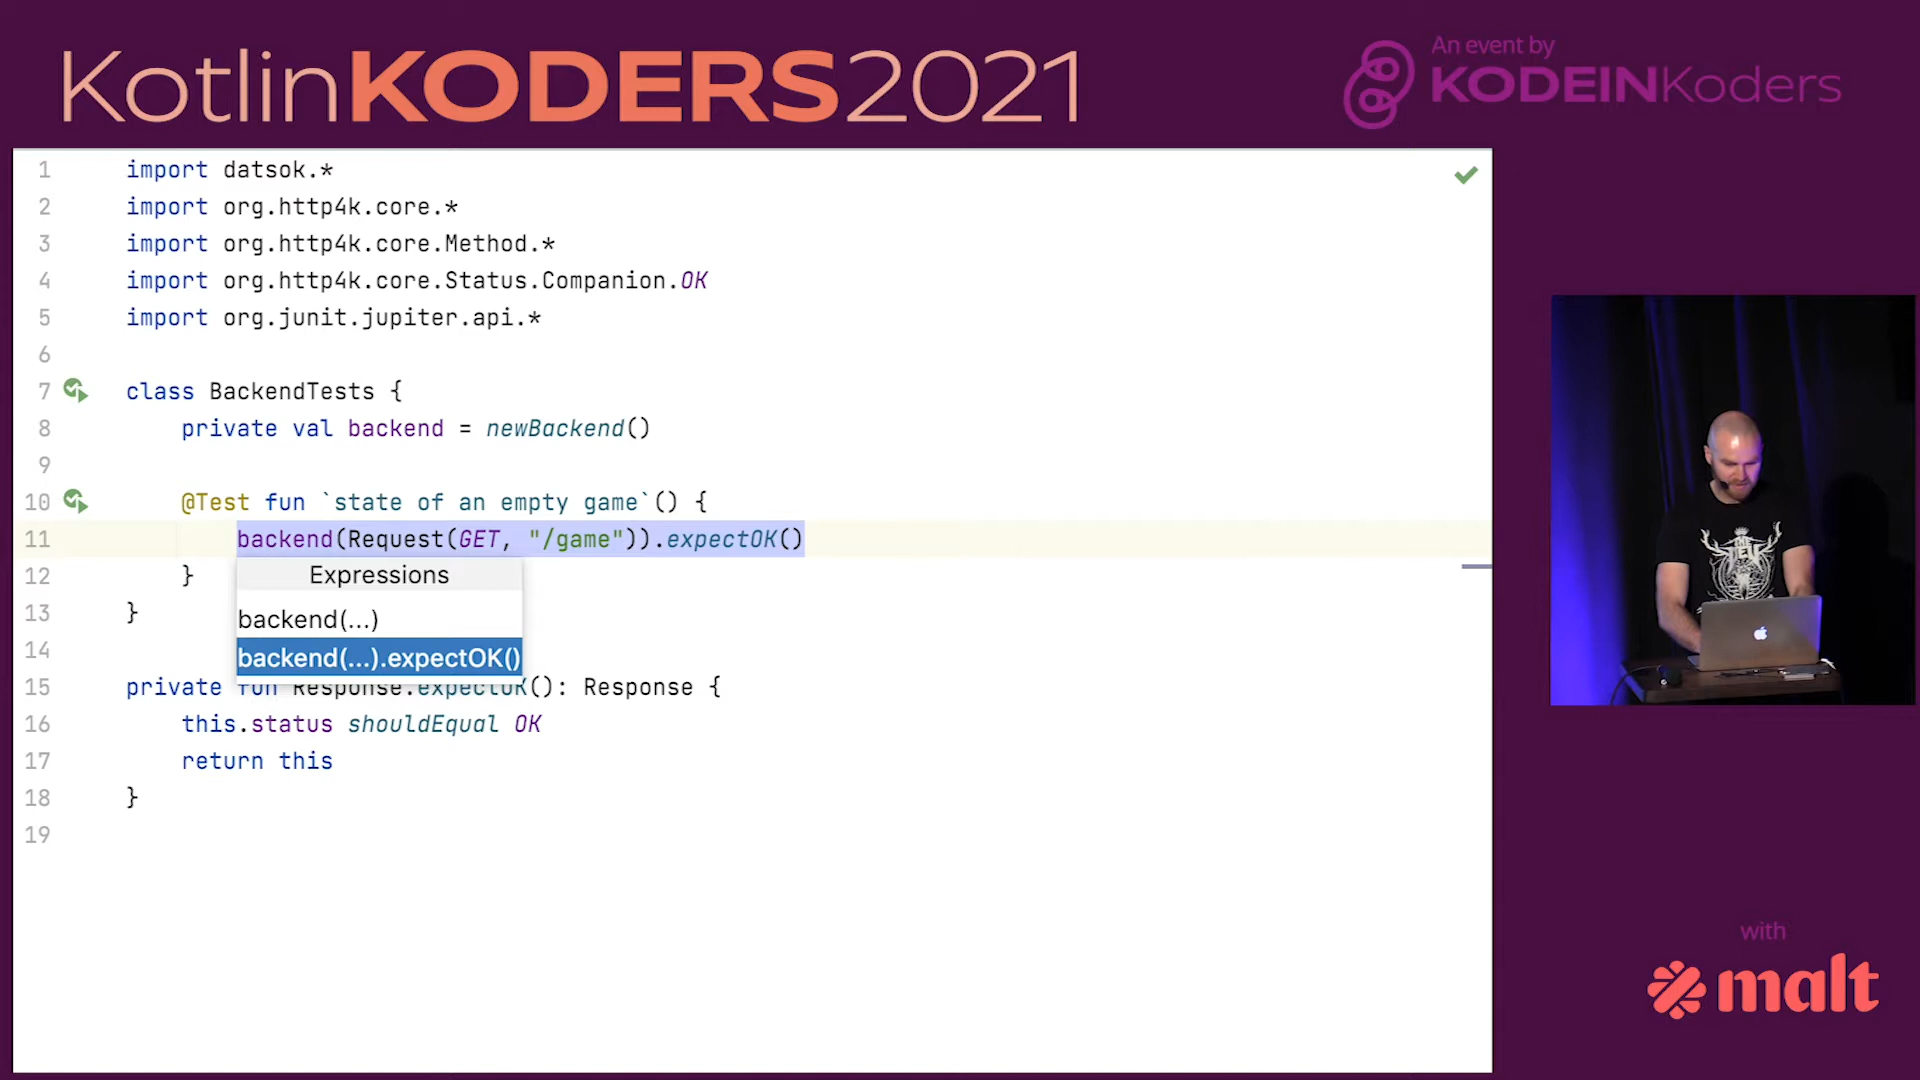 KotlinKODERS2021
An event by
KODEINKoders
1 import datsok.*
2 import org.http4k.core.*
3 import org.http4k.core.Method.*
4 import org.http4k.core.Status.Companion.OK
5 import org.junit.jupiter.api.*
6
7 class BackendTests {
8 private val backend = newBackend()
9
10 @Test fun `state of an empty game`() {
11 backend(Request(GET, "/game")).expectOK()
12 }
Expressions
13 }
backend(...)
14
backend(...).expectOK()
15 private fun Response.expectOK(): Response {
16 this.status shouldEqual OK
17 return this
18 }
19
with
malt